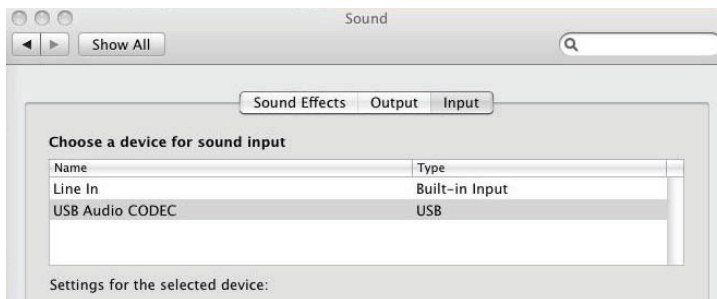 Sound
Show All
Sound Effects Output Input
Choose a device for sound input
Name Type
Line In Built-in Input
USB Audio CODEC USB
Settings for the selected device: